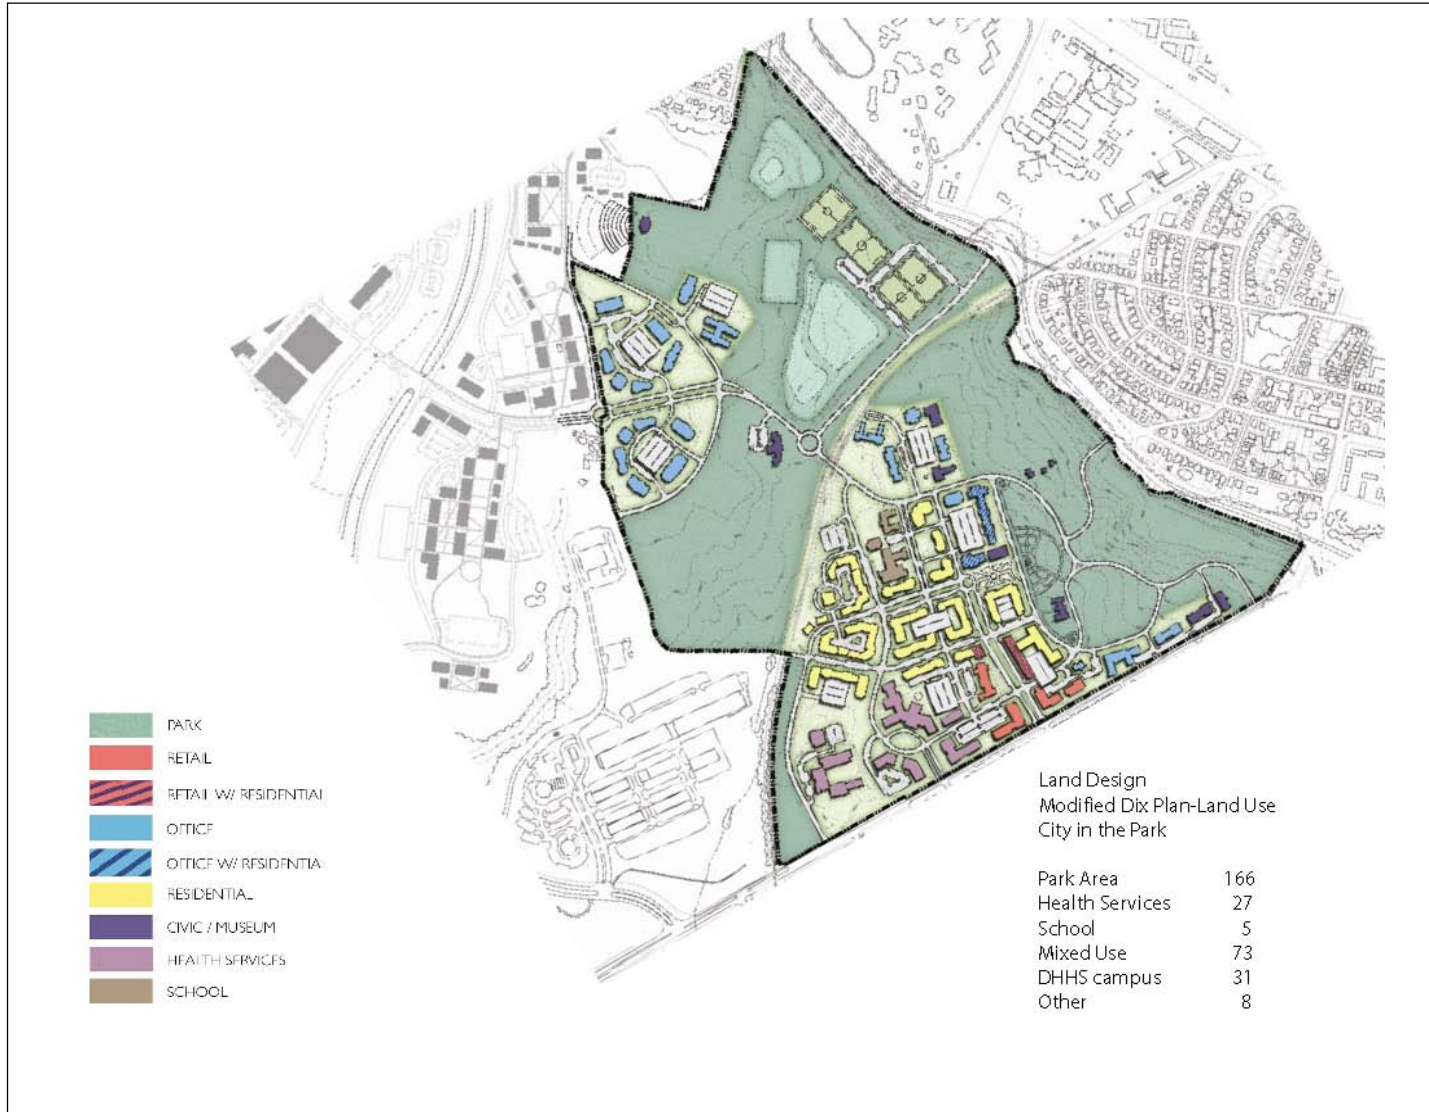 PARK
RETAIL
RETAIL W/ RESIDENTIAL
OFFICE
OFFICE W/ RESIDENTIA
RESIDENTIAL
CIVIC / MUSEUM
HEALTH SERVICES
SCHOOL
Land Design
Modified Dix Plan-Land Use
City in the Park
Park Area 166
Health Services 27
School 5
Mixed Use 73
DHHS campus 31
Other 8